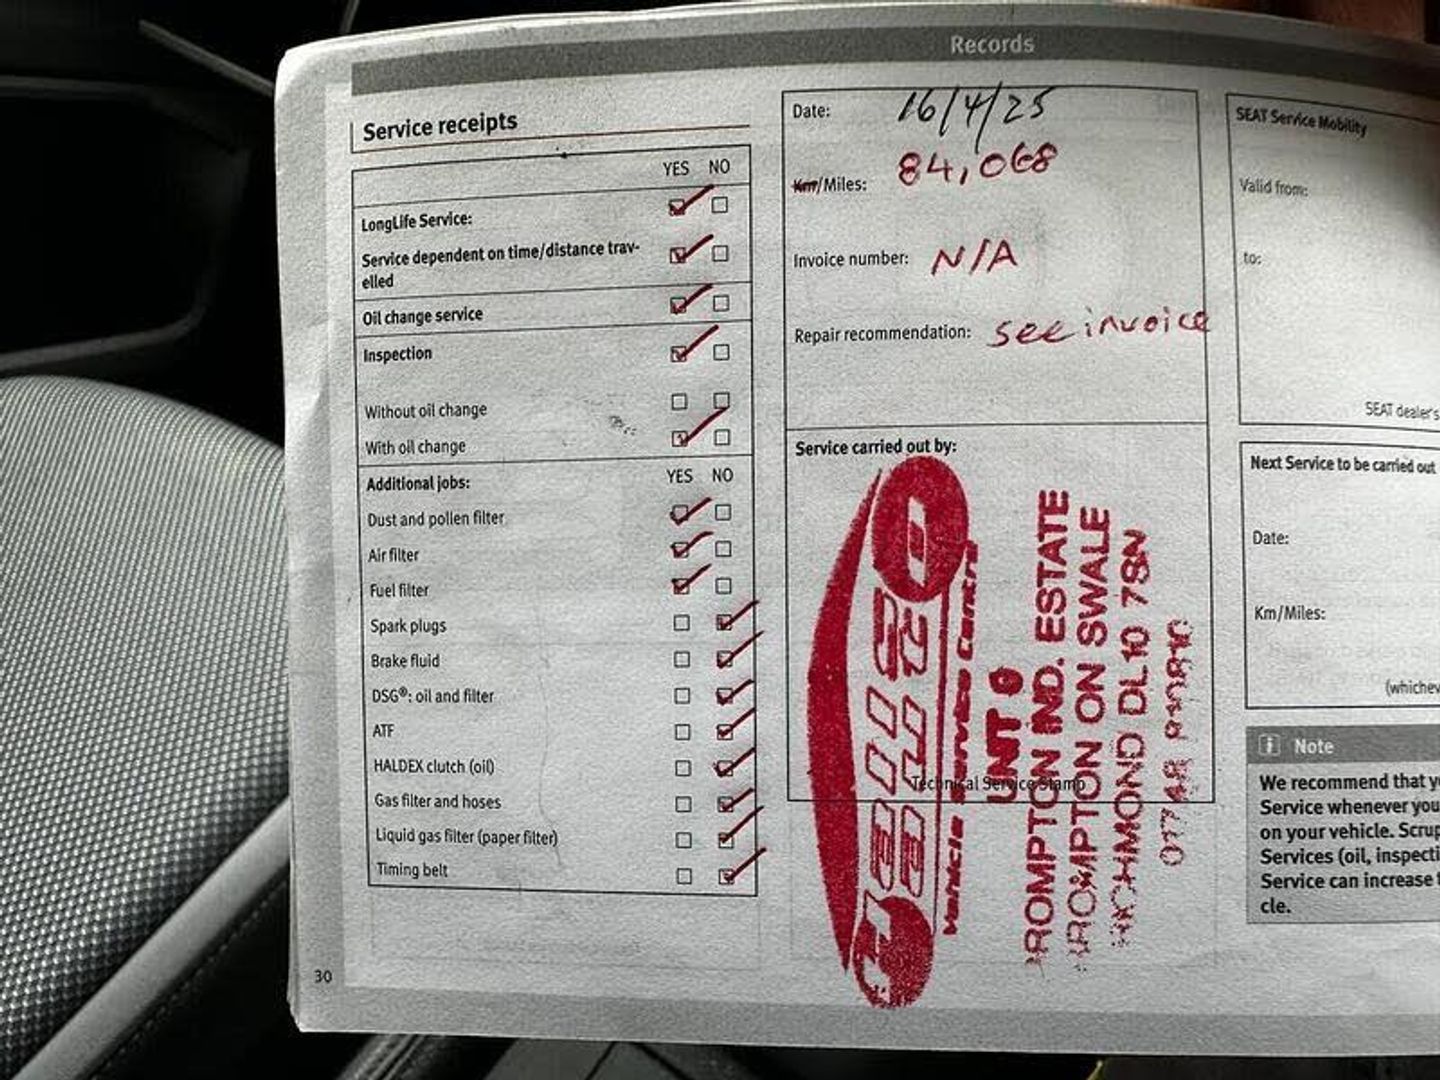 Records
Service receipts
YES NO
LongLife Service:
Service dependent on time/distance trav-
elled
Oil change service
Inspection
Without oil change
With oil change
Additional jobs: YES NO
Dust and pollen filter
Air filter
Fuel filter
Spark plugs
Brake fluid
DSG®: oil and filter
ATF
HALDEX clutch (oil)
Gas filter and hoses
Liquid gas filter (paper filter)
Timing belt
30
Date: 16/4/25
Km/Miles: 84,068
Invoice number: N/A
Repair recommendation: see invoice
Service carried out by:
Vehicle Service Centre
UNIT
ROMPTON IND. ESTATE
ROMPTON ON SWALE
RICHMOND DL10 7SN
Technical Service Stamp
SEAT Service Mobility
Valid from:
to:
SEAT dealer's
Next Service to be carried out
Date:
Km/Miles:
(whichev
Note
We recommend that
Service whenever you
on your vehicle. Scrup
Services (oil, inspecti
Service can increase
cle.